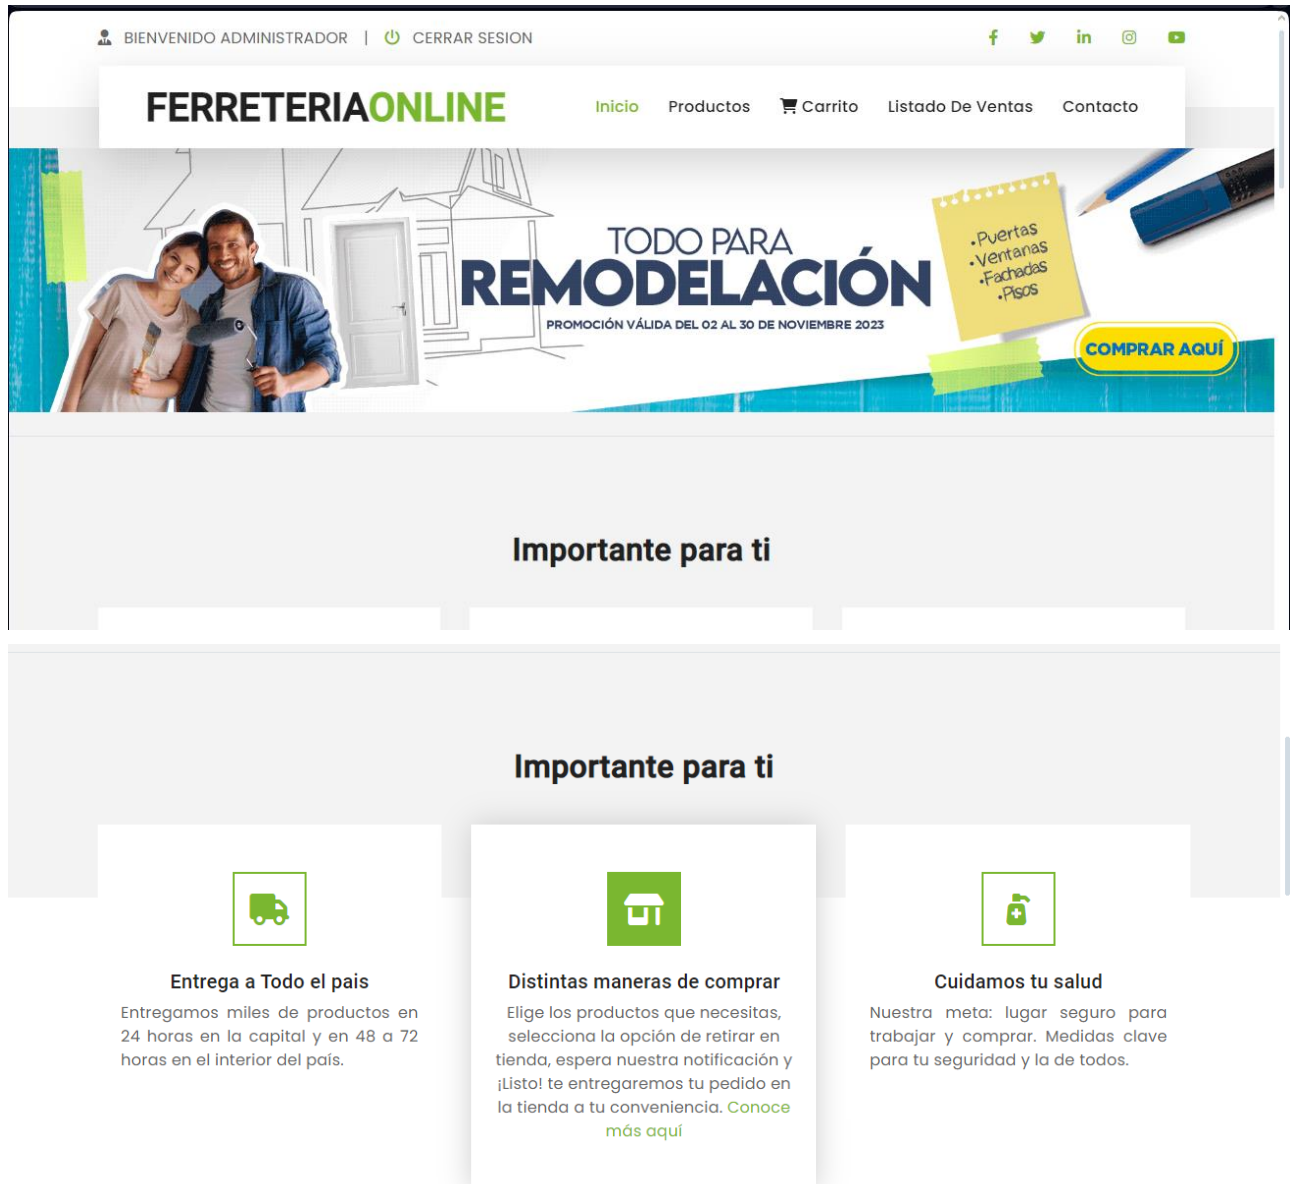 BIENVENIDO ADMINISTRADOR | CERRAR SESION
FERRETERIAONLINE
Inicio Productos Carrito Listado De Ventas Contacto
TODO PARA
REMODELACIÓN
PROMOCIÓN VÁLIDA DEL 02 AL 30 DE NOVIEMBRE 2023
•Puertas
•Ventanas
•Fachadas
•Pisos
COMPRAR AQUÍ
Importante para ti
Importante para ti
Entrega a Todo el pais
Entregamos miles de productos en
24 horas en la capital y en 48 a 72
horas en el interior del país.
Distintas maneras de comprar
Elige los productos que necesitas,
selecciona la opción de retirar en
tienda, espera nuestra notificación y
¡Listo! te entregaremos tu pedido en
la tienda a tu conveniencia. Conoce
más aquí
Cuidamos tu salud
Nuestra meta: lugar seguro para
trabajar y comprar. Medidas clave
para tu seguridad y la de todos.